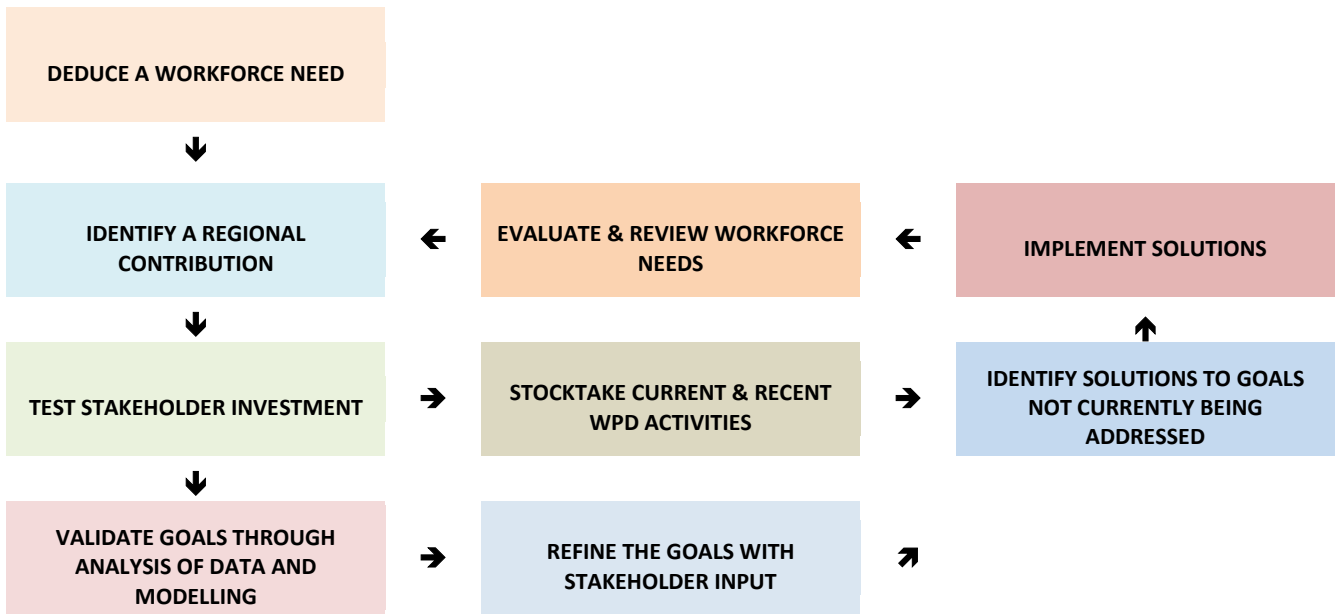 DEDUCE A WORKFORCE NEED
IDENTIFY A REGIONAL
CONTRIBUTION
EVALUATE & REVIEW WORKFORCE
NEEDS
IMPLEMENT SOLUTIONS
TEST STAKEHOLDER INVESTMENT
STOCKTAKE CURRENT & RECENT
WPD ACTIVITIES
IDENTIFY SOLUTIONS TO GOALS
NOT CURRENTLY BEING
ADDRESSED
VALIDATE GOALS THROUGH
ANALYSIS OF DATA AND
MODELLING
REFINE THE GOALS WITH
STAKEHOLDER INPUT